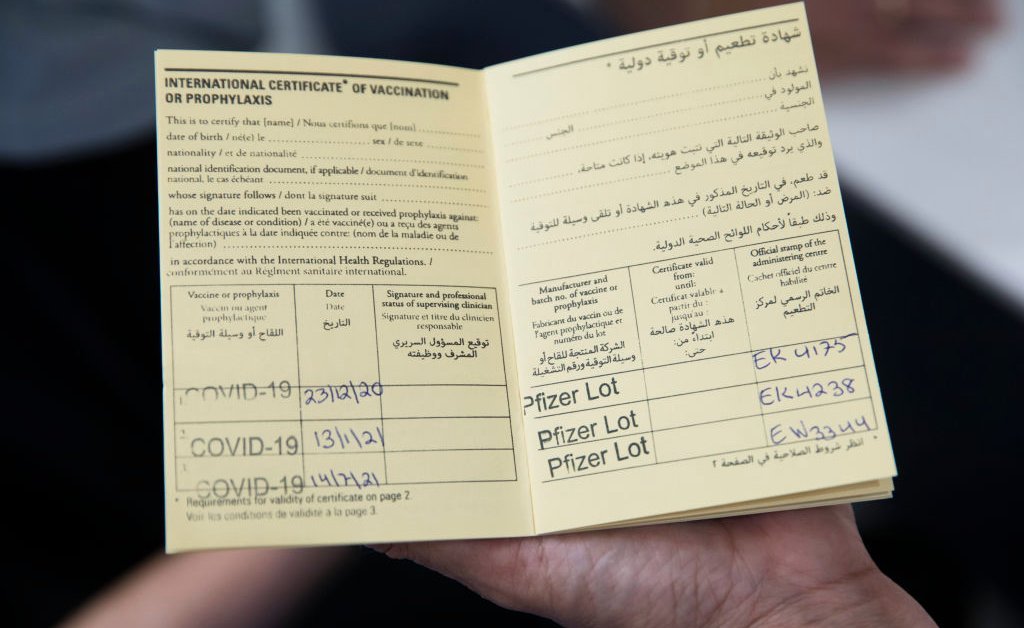 INTERNATIONAL CERTIFICATE* OF VACCINATION
OR PROPHYLAXIS
This is to certify that [name] / Nous certifions que [nom]
date of birth / né(e) le sex / de sexe
nationality / et de nationalité
national identification document, if applicable / document d'identification
national, le cas échéant
whose signature follows / dont la signature suit
has on the date indicated been vaccinated or received prophylaxis against:
(name of disease or condition) / a été vacciné(e) ou a reçu des agents
prophylactiques à la date indiquée contre: (nom de la maladie ou de
l'affection)
in accordance with the International Health Regulations. /
conformément au Règlement sanitaire international.
Vaccine or prophylaxis
Vaccin ou agent
prophylactique
اللقاح أو وسيلة التوقية
Date
Date
التاريخ
Signature and professional
status of supervising clinician
Signature et titre du clinicien
responsable
توقيع المسؤول السريري
المشرف ووظيفته
COVID-19 23/12/20
COVID-19 13/1/21
COVID-19 14/7/21
* Requirements for validity of certificate on page 2.
Voir les conditions de validité à la page 3.
شهادة تطعيم أو توقية دولية *
نشهد بأن
المولود في الجنس
الجنسية
صاحب الوثيقة التالية التي تثبت هويته، إذا كانت متاحة،
والذي يرد توقيعه في هذا الموضع
قد طعم، في التاريخ المذكور في هذه الشهادة أو تلقى وسيلة للتوقية
ضد: (المرض أو الحالة التالية)
وذلك طبقاً لأحكام اللوائح الصحية الدولية.
Manufacturer and
batch no. of vaccine or
prophylaxis
Fabricant du vaccin ou de
l'agent prophylactique et
numéro du lot
الشركة المنتجة للقاح أو
وسيلة التوقية ورقم التشغيلة
Certificate valid
from:
until:
Certificat valable à
partir du :
jusqu'au :
هذه الشهادة صالحة
ابتداءً من:
حتى:
Official stamp of the
administering centre
Cachet officiel du centre
habilité
الخاتم الرسمي لمركز
التطعيم
Pfizer Lot EK 4175
Pfizer Lot EK4238
Pfizer Lot EW3344
* انظر شروط الصلاحية في الصفحة ٢